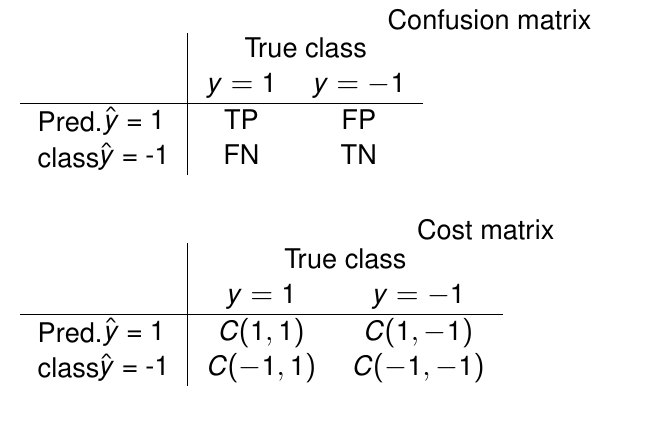 Confusion matrix
True class
y = 1 y = −1
Pred. ŷ = 1 TP FP
class ŷ = -1 FN TN
Cost matrix
True class
y = 1 y = −1
Pred. ŷ = 1 C(1, 1) C(1, −1)
class ŷ = -1 C(−1, 1) C(−1, −1)